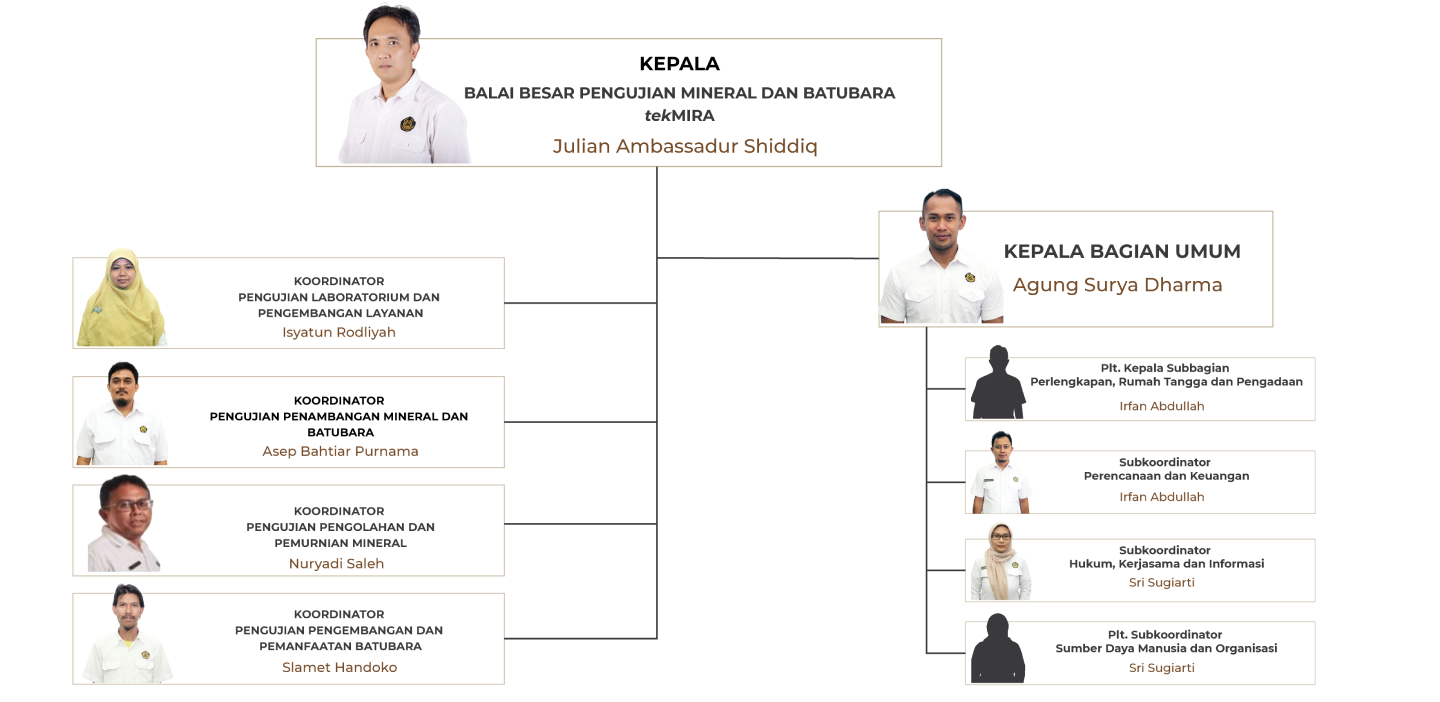 KEPALA
BALAI BESAR PENGUJIAN MINERAL DAN BATUBARA
tekMIRA
Julian Ambassadur Shiddiq
KEPALA BAGIAN UMUM
Agung Surya Dharma
KOORDINATOR
PENGUJIAN LABORATORIUM DAN
PENGEMBANGAN LAYANAN
Isyatun Rodliyah
KOORDINATOR
PENGUJIAN PENAMBANGAN MINERAL DAN
BATUBARA
Asep Bahtiar Purnama
KOORDINATOR
PENGUJIAN PENGOLAHAN DAN
PEMURNIAN MINERAL
Nuryadi Saleh
KOORDINATOR
PENGUJIAN PENGEMBANGAN DAN
PEMANFAATAN BATUBARA
Slamet Handoko
Plt. Kepala Subbagian
Perlengkapan, Rumah Tangga dan Pengadaan
Irfan Abdullah
Subkoordinator
Perencanaan dan Keuangan
Irfan Abdullah
Subkoordinator
Hukum, Kerjasama dan Informasi
Sri Sugiarti
Plt. Subkoordinator
Sumber Daya Manusia dan Organisasi
Sri Sugiarti